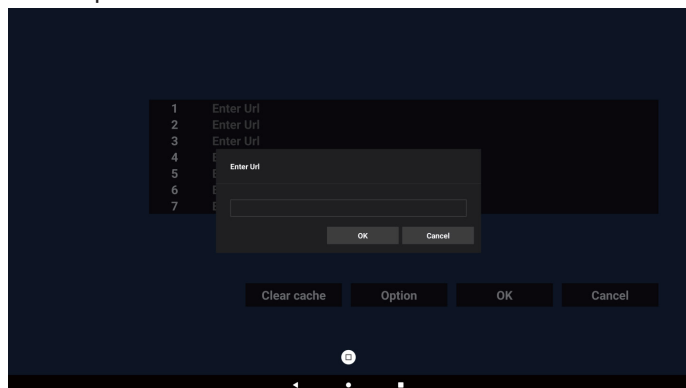 1 Enter Url
2 Enter Url
3 Enter Url
4 E
5 E
6 E
7 E
Enter Url
OK Cancel
Clear cache Option OK Cancel